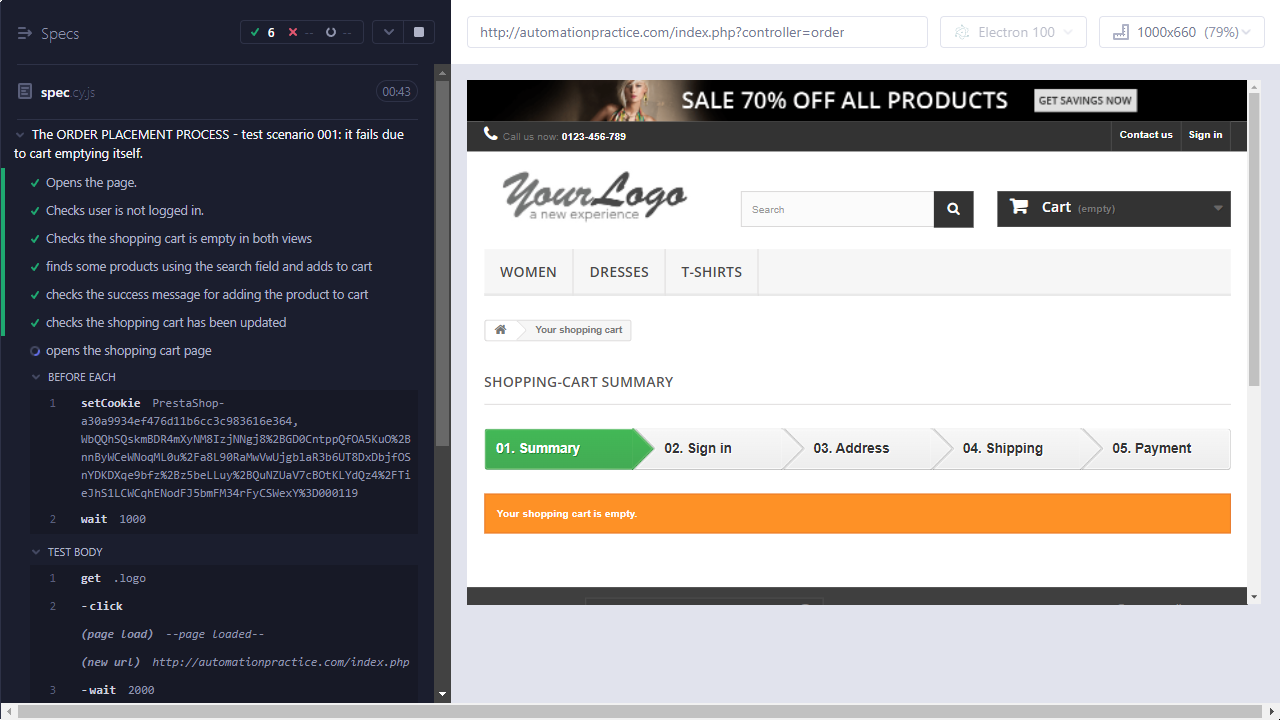 Specs
6
--
--
spec.cy.js
00:43
The ORDER PLACEMENT PROCESS - test scenario 001: it fails due
to cart emptying itself.
Opens the page.
Checks user is not logged in.
Checks the shopping cart is empty in both views
finds some products using the search field and adds to cart
checks the success message for adding the product to cart
checks the shopping cart has been updated
opens the shopping cart page
BEFORE EACH
1 setCookie PrestaShop-
a30a9934ef476d11b6cc3c983616e364,
WbQQhSQskmBDR4mXyNM8IzjNNgj8%2BGD0CntppQfOA5KuO%2B
nnByWCeWNoqML0u%2Fa8L90RaMwVwUjgblaR3b6UT8DxDbjfOS
nYDKDXqe9bfz%2Bz5beLLuy%2BQuNZUaV7cBOtKLYdQz4%2FTi
eJhS1LCWCqhENodFJ5bmFM34rFyCSWexY%3D000119
2 wait 1000
TEST BODY
1 get .logo
2 -click
(page load) --page loaded--
(new url) http://automationpractice.com/index.php
3 -wait 2000
http://automationpractice.com/index.php?controller=order
Electron 100
1000x660 (79%)
SALE 70% OFF ALL PRODUCTS
GET SAVINGS NOW
Call us now: 0123-456-789
Contact us
Sign in
YourLogo
a new experience
Search
Cart (empty)
WOMEN
DRESSES
T-SHIRTS
Your shopping cart
SHOPPING-CART SUMMARY
01. Summary
02. Sign in
03. Address
04. Shipping
05. Payment
Your shopping cart is empty.